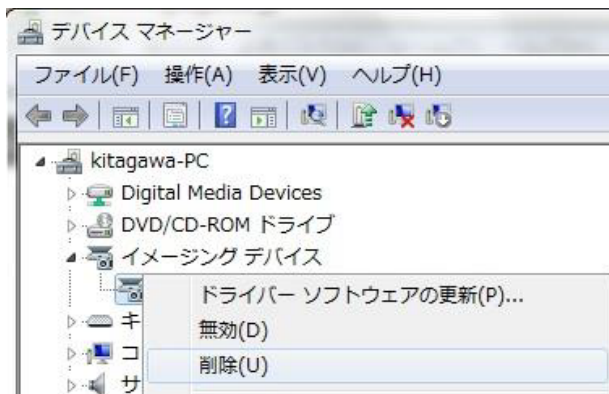 デバイス マネージャー
ファイル(F) 操作(A) 表示(V) ヘルプ(H)
kitagawa-PC
Digital Media Devices
DVD/CD-ROM ドライブ
イメージング デバイス
ドライバー ソフトウェアの更新(P)...
キ
無効(D)
コ
削除(U)
サ